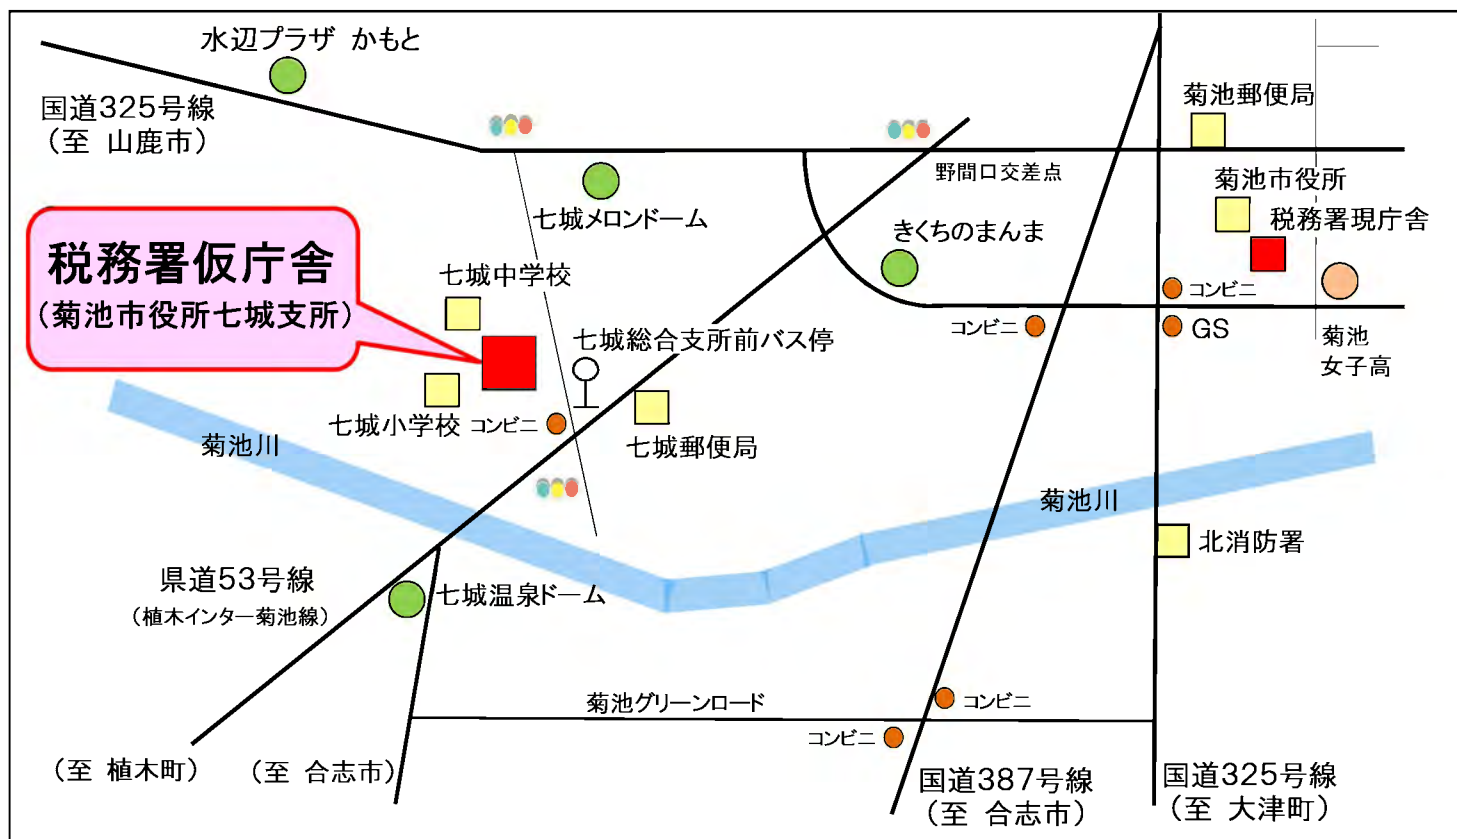 水辺プラザ かもと
国道325号線
(至 山鹿市)
菊池郵便局
野間口交差点
菊池市役所
税務署現庁舎
七城メロンドーム
きくちのまんま
税務署仮庁舎
(菊池市役所七城支所)
七城中学校
コンビニ
七城総合支所前バス停
コンビニ
GS
菊池
女子高
七城小学校
コンビニ
七城郵便局
菊池川
菊池川
北消防署
県道53号線
(植木インター菊池線)
七城温泉ドーム
菊池グリーンロード
コンビニ
コンビニ
(至 植木町)
(至 合志市)
国道387号線
(至 合志市)
国道325号線
(至 大津町)